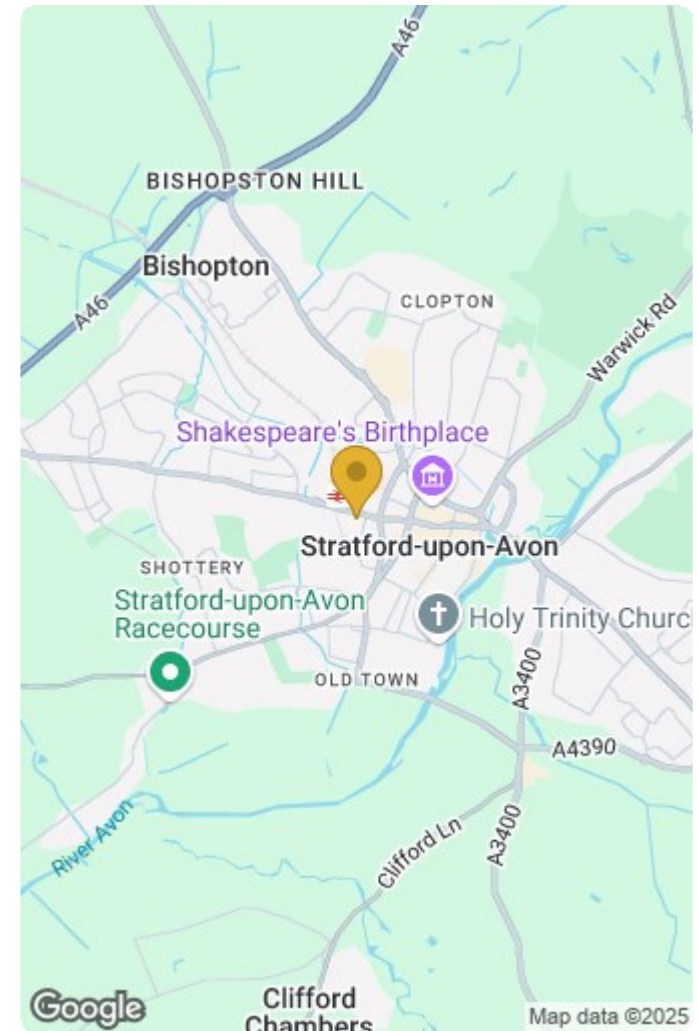 A46
BISHOPSTON HILL
Bishopton
A46
CLOPTON
Warwick Rd
Shakespeare's Birthplace
Stratford-upon-Avon
SHOTTERY
Stratford-upon-Avon
Racecourse
Holy Trinity Churc
OLD TOWN
A3400
A4390
River Avon
Clifford Ln
A3400
Clifford
Chambers
Google
Map data ©2025